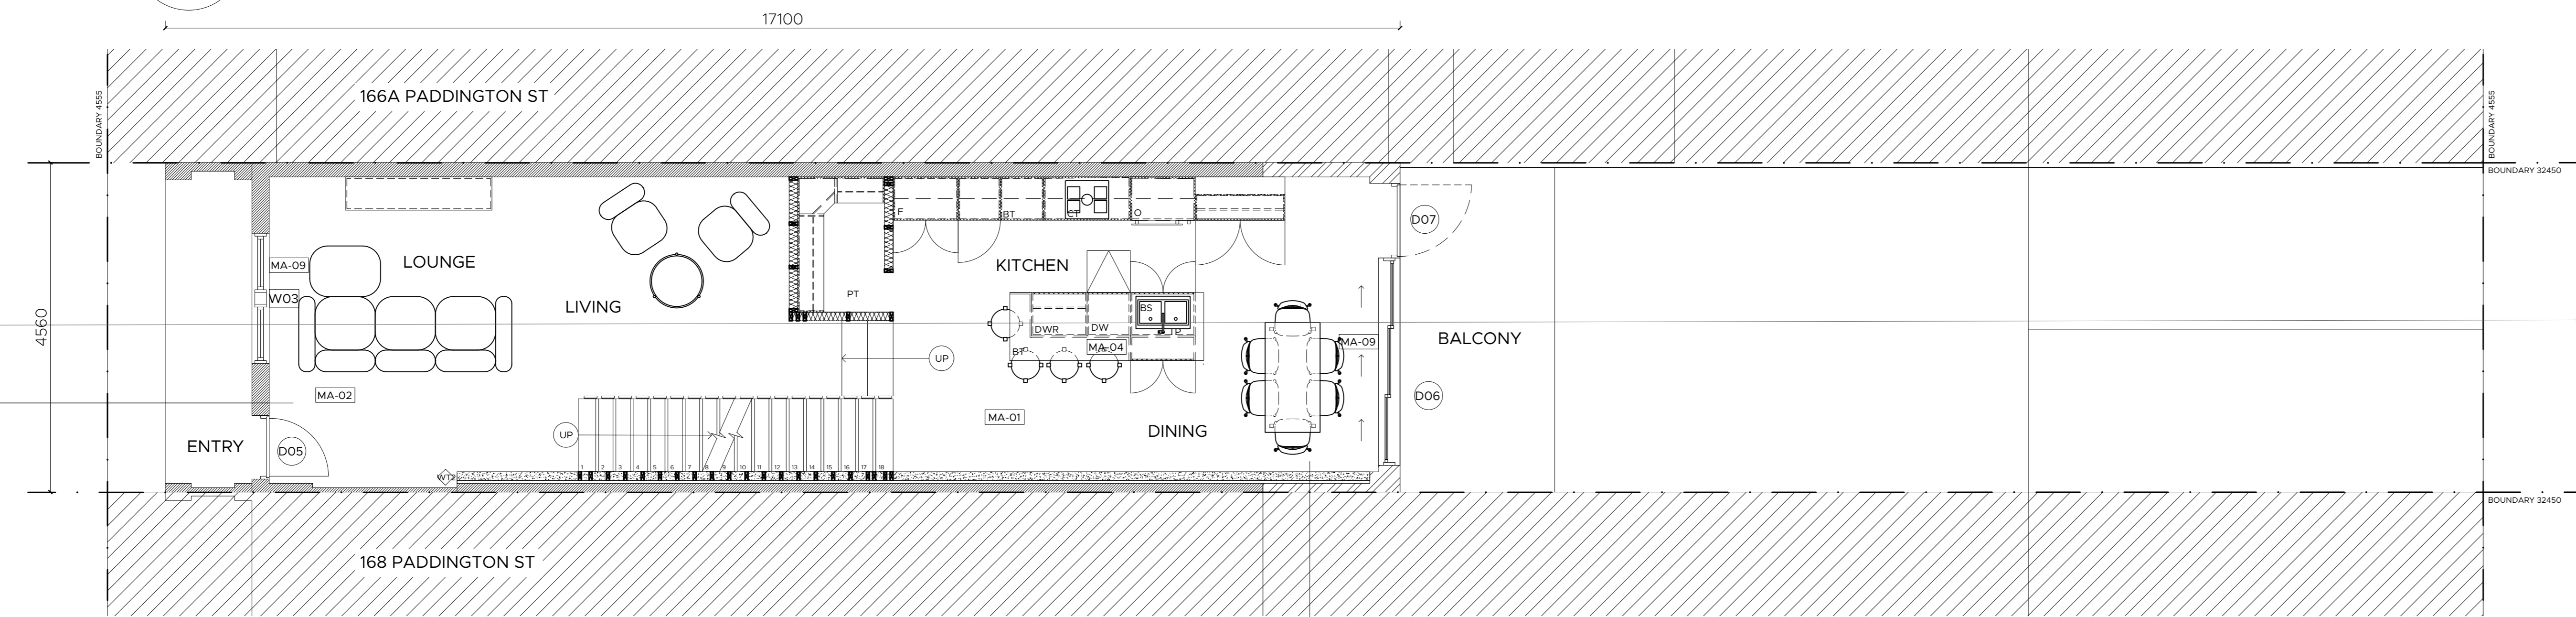 17100
166A PADDINGTON ST
BOUNDARY 4555
BOUNDARY 4555
BOUNDARY 32450
F
BT
CT
O
D07
LOUNGE
KITCHEN
MA-09
W03
LIVING
PT
BS
4560
DWR
DW
TP
BALCONY
MA-09
MA-04
BT
UP
MA-02
D06
MA-01
UP
DINING
ENTRY
D05
1 2 3 4 5 6 7 8 9 10 11 12 13 14 15 16 17 18
WT2
BOUNDARY 32450
168 PADDINGTON ST